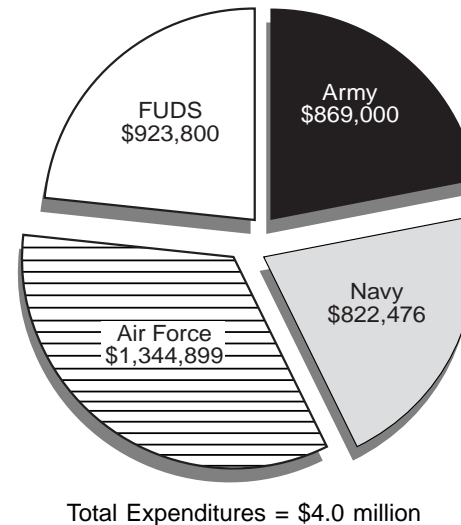 FUDS
$923,800
Army
$869,000
Navy
$822,476
Air Force
$1,344,899
Total Expenditures = $4.0 million